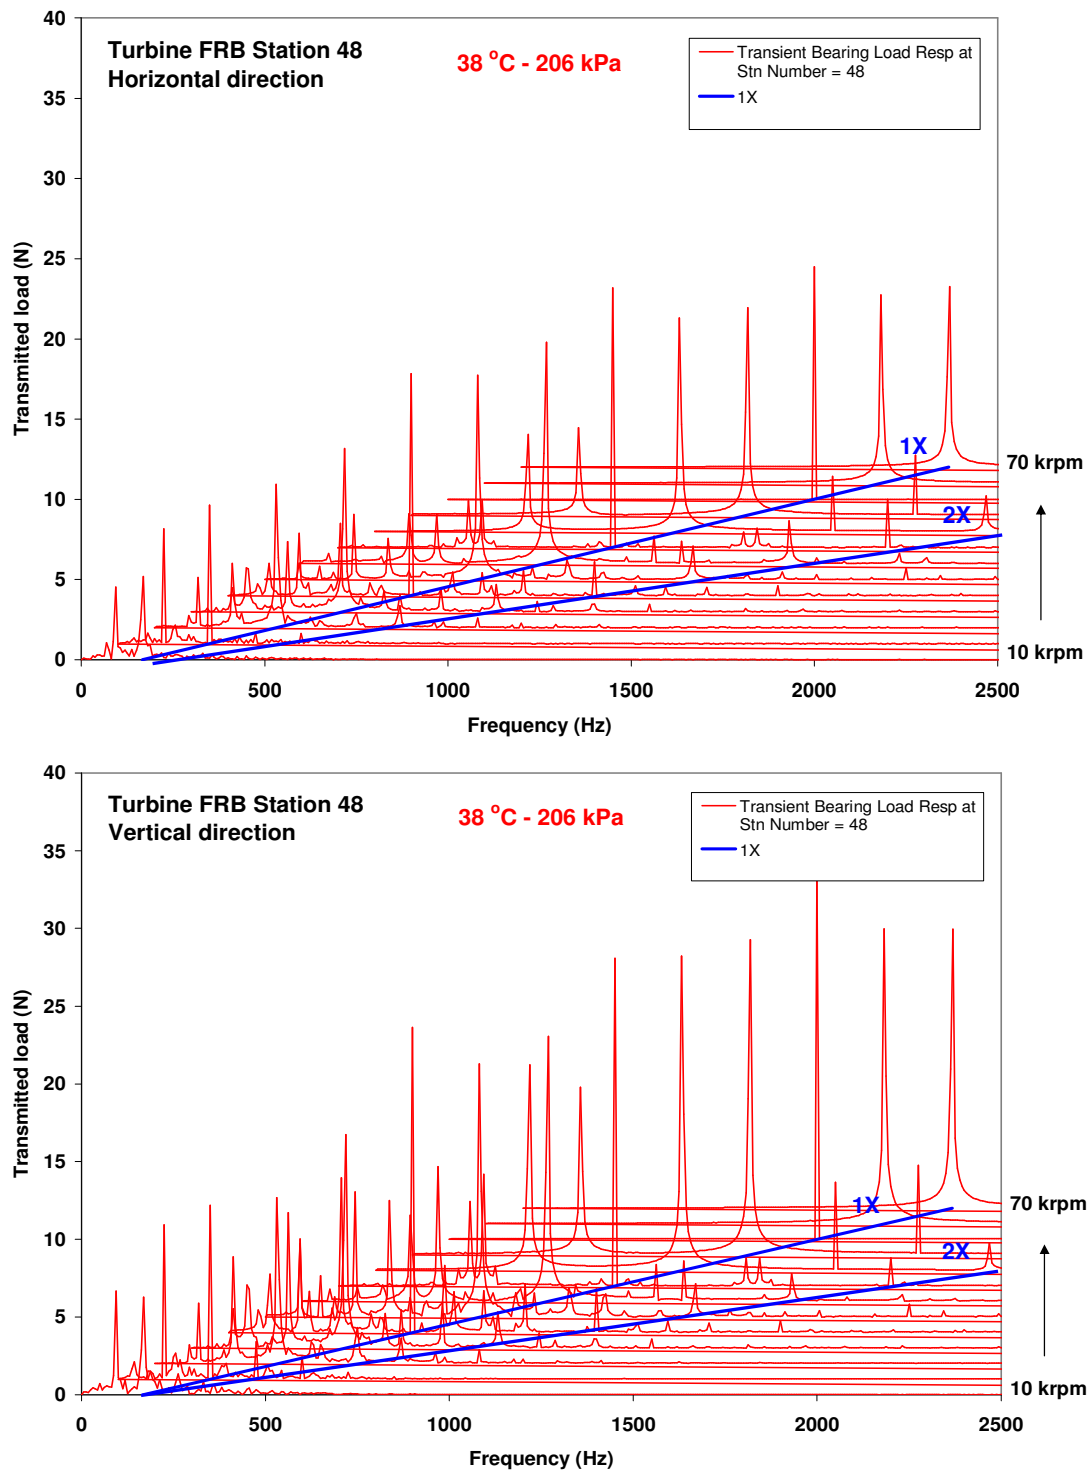 Turbine FRB Station 48
Horizontal direction
38 °C - 206 kPa
Transient Bearing Load Resp at
Stn Number = 48
1X
Transmitted load (N)
40
35
30
25
20
15
10
5
0
1X
2X
70 krpm
10 krpm
0 500 1000 1500 2000 2500
Frequency (Hz)
Turbine FRB Station 48
Vertical direction
38 °C - 206 kPa
Transient Bearing Load Resp at
Stn Number = 48
1X
Transmitted load (N)
40
35
30
25
20
15
10
5
0
1X
2X
70 krpm
10 krpm
0 500 1000 1500 2000 2500
Frequency (Hz)